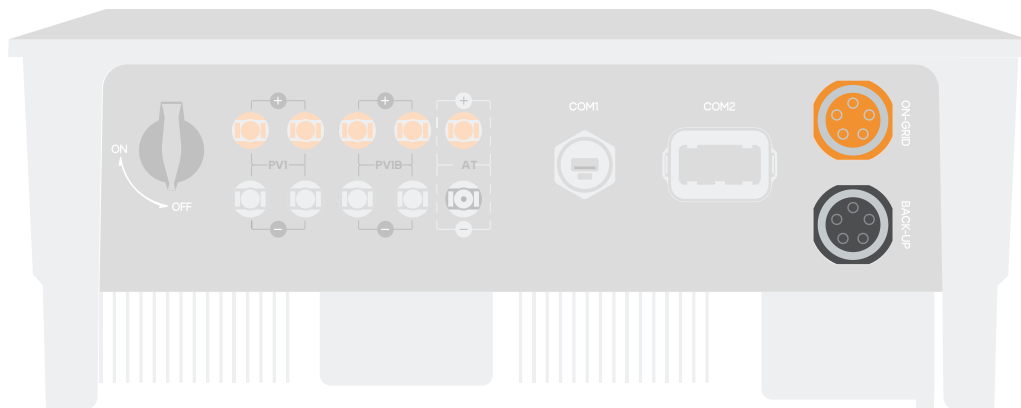 COM1
COM2
ON-GRID
ON
OFF
PV1
PV1B
AT
BACK-UP